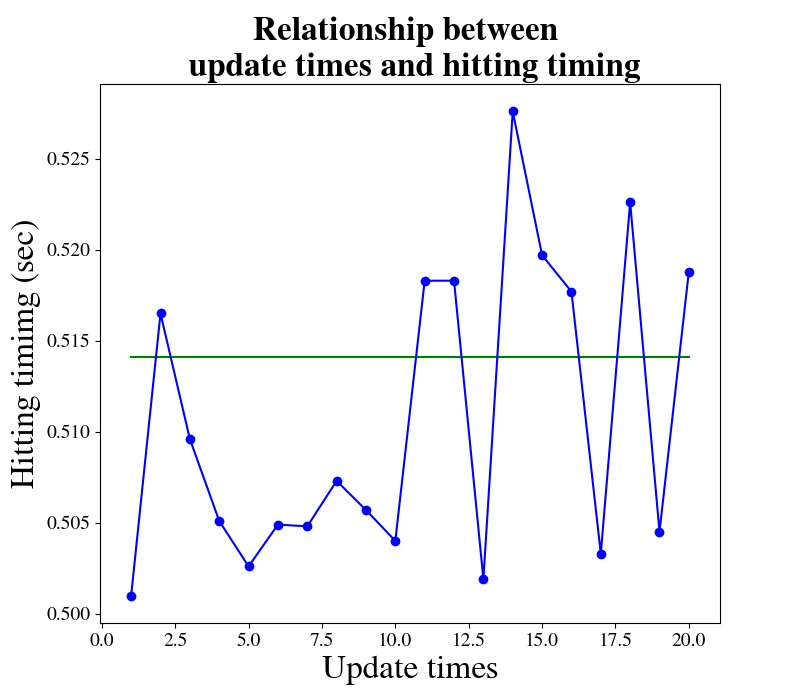 Relationship between
update times and hitting timing
Hitting timimg (sec)
0.525
0.520
0.515
0.510
0.505
0.500
0.0 2.5 5.0 7.5 10.0 12.5 15.0 17.5 20.0
Update times